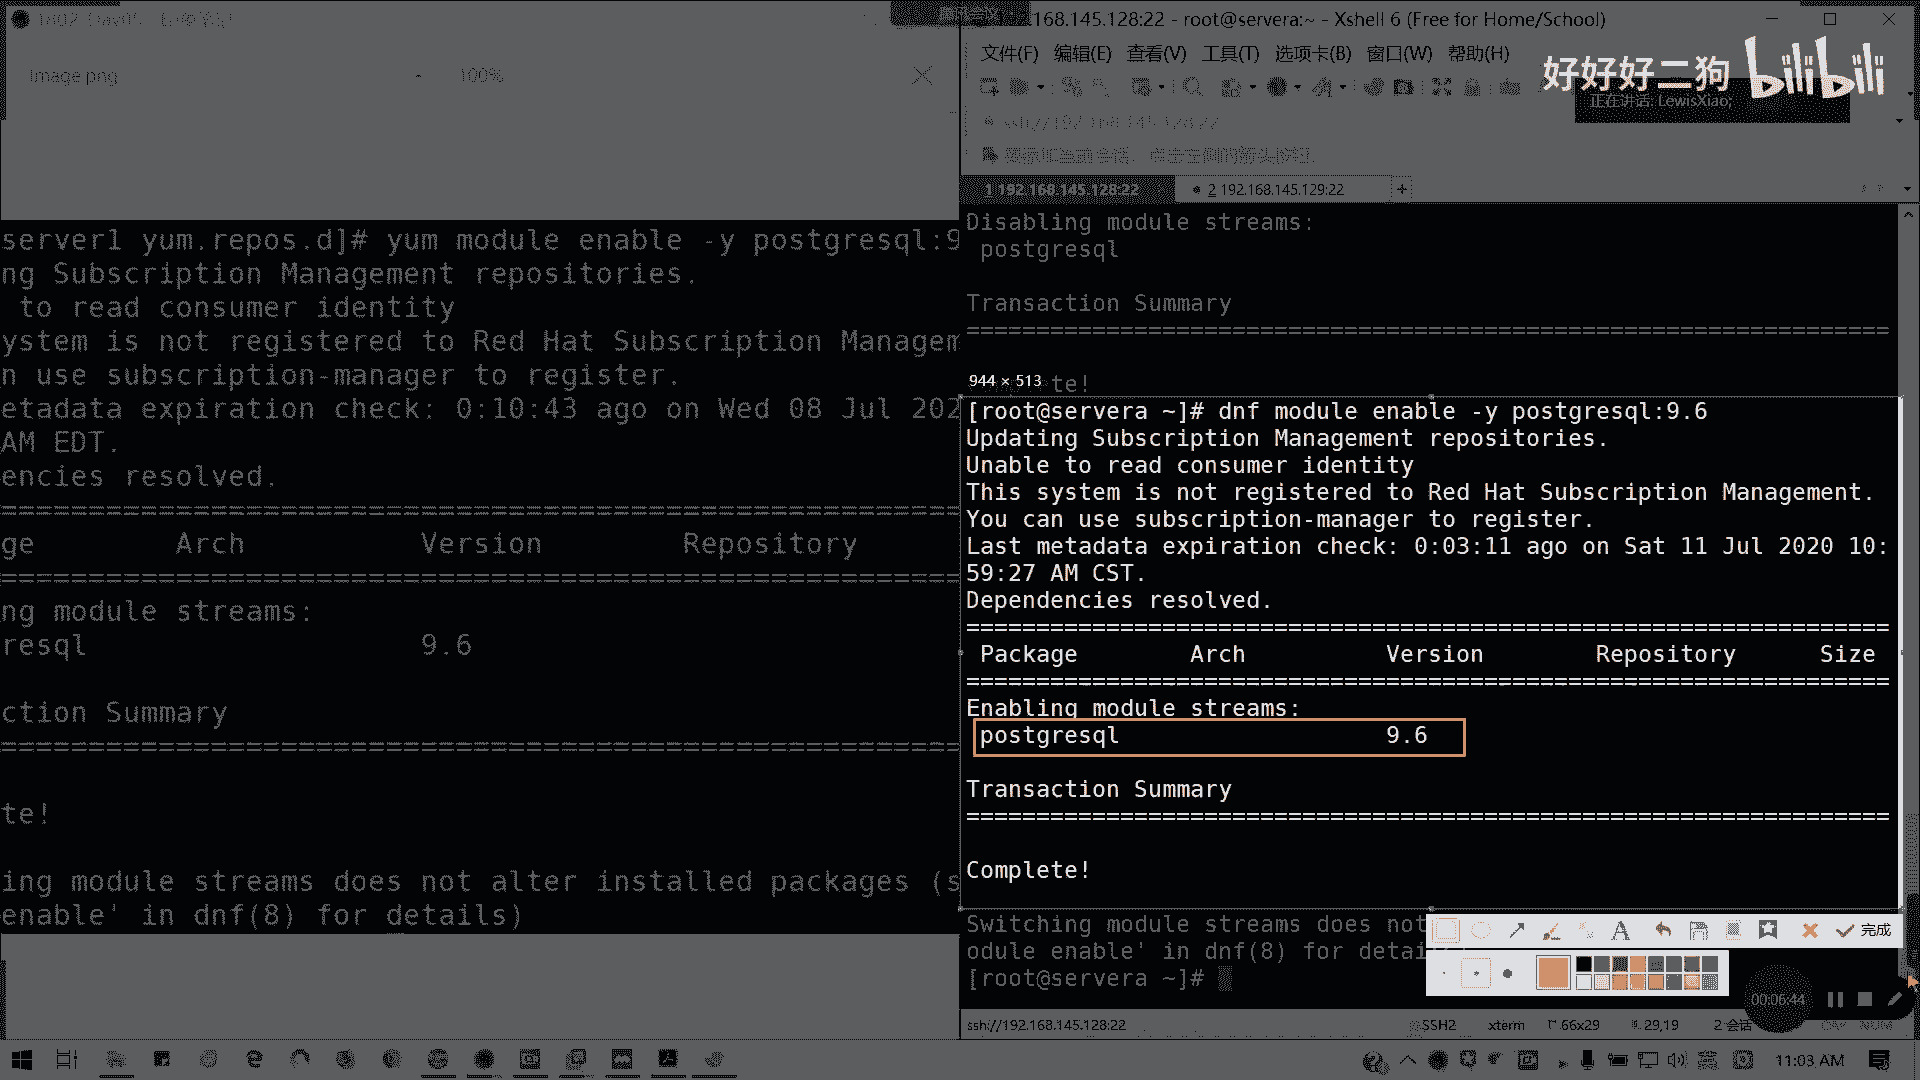 Image png
100%
serverl yum.repos.d]# yum module enable -y postgresql:9
ng Subscription Management repositories.
to read consumer identity
ystem is not registered to Red Hat Subscription Managem
n use subscription-manager to register.
etadata expiration check: 0:10:43 ago on Wed 08 Jul 202
AM EDT.
encies resolved.
ge Arch Version Repository
ng module streams:
resql 9.6
ction Summary
te!
ing module streams does not alter installed packages (s
enable' in dnf(8) for details)
.168.145.128:22 - root@servera:~ - Xshell 6 (Free for Home/School)
文件(F) 编辑(E) 查看(V) 工具(T) 选项卡(B) 窗口(W) 帮助(H)
好好好二狗 bilibili
正在讲话: LewisXiao;
ssh://192.168.145.128:22
1 192.168.145.128:22
2 192.168.145.129:22
Disabling module streams:
postgresql
Transaction Summary
944 × 513 te!
[root@servera ~]# dnf module enable -y postgresql:9.6
Updating Subscription Management repositories.
Unable to read consumer identity
This system is not registered to Red Hat Subscription Management.
You can use subscription-manager to register.
Last metadata expiration check: 0:03:11 ago on Sat 11 Jul 2020 10:
59:27 AM CST.
Dependencies resolved.
================================================================
Package Arch Version Repository Size
================================================================
Enabling module streams:
postgresql 9.6
Transaction Summary
================================================================
Complete!
Switching module streams does not
odule enable' in dnf(8) for detai
[root@servera ~]#
完成
00:06:44
ssh://192.168.145.128:22 SSH2 xterm 66x29 29,19 2 会话 CAP NUM
11:03 AM